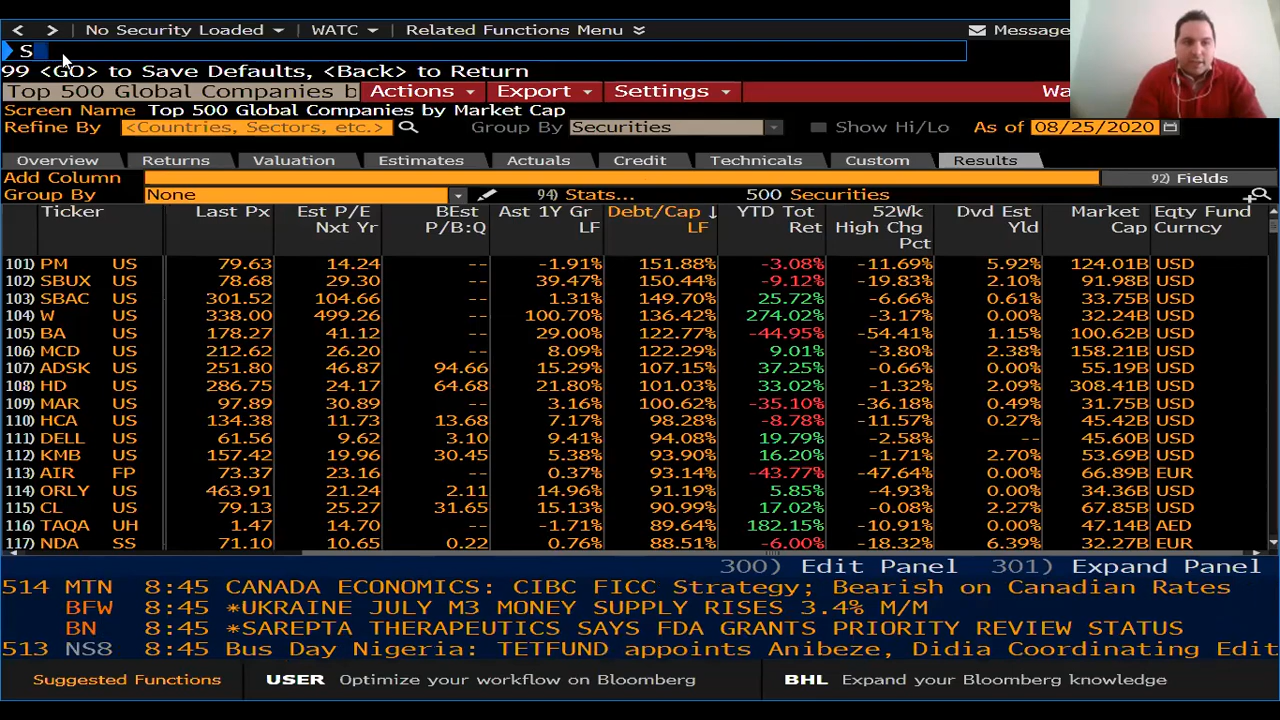 No Security Loaded WATC Related Functions Menu Message
S
99 <GO> to Save Defaults, <Back> to Return
Top 500 Global Companies b Actions Export Settings Wa
Screen Name Top 500 Global Companies by Market Cap
Refine By <Countries, Sectors, etc.> Group By Securities Show Hi/Lo As of 08/25/2020
Overview Returns Valuation Estimates Actuals Credit Technicals Custom Results
Add Column 92) Fields
Group By None 94) Stats... 500 Securities
Ticker Last Px Est P/E BEst Ast 1Y Gr Debt/Cap ↓ YTD Tot 52Wk Dvd Est Market Eqty Fund
Nxt Yr P/B:Q LF LF Ret High Chg Yld Cap Curncy
Pct
101) PM US 79.63 14.24 -- -1.91% 151.88% -3.08% -11.69% 5.92% 124.01B USD
102) SBUX US 78.68 29.30 -- 39.47% 150.44% -9.12% -19.83% 2.10% 91.98B USD
103) SBAC US 301.52 104.66 -- 1.31% 149.70% 25.72% -6.66% 0.61% 33.75B USD
104) W US 338.00 499.26 -- 100.70% 136.42% 274.02% -3.17% 0.00% 32.24B USD
105) BA US 178.27 41.12 -- 29.00% 122.77% -44.95% -54.41% 1.15% 100.62B USD
106) MCD US 212.62 26.20 -- 8.09% 122.29% 9.01% -3.80% 2.38% 158.21B USD
107) ADSK US 251.80 46.87 94.66 15.29% 107.15% 37.25% -0.66% 0.00% 55.19B USD
108) HD US 286.75 24.17 64.68 21.80% 101.03% 33.02% -1.32% 2.09% 308.41B USD
109) MAR US 97.89 30.89 -- 3.16% 100.62% -35.10% -36.18% 0.49% 31.75B USD
110) HCA US 134.38 11.73 13.68 7.17% 98.28% -8.78% -11.57% 0.27% 45.42B USD
111) DELL US 61.56 9.62 3.10 9.41% 94.08% 19.79% -2.58% -- 45.60B USD
112) KMB US 157.42 19.96 30.45 5.38% 93.90% 16.20% -1.71% 2.70% 53.69B USD
113) AIR FP 73.37 23.16 -- 0.37% 93.14% -43.77% -47.64% 0.00% 66.89B EUR
114) ORLY US 463.91 21.24 2.11 14.96% 91.19% 5.85% -4.93% 0.00% 34.36B USD
115) CL US 79.13 25.27 31.65 15.13% 90.99% 17.02% -0.08% 2.27% 67.85B USD
116) TAQA UH 1.47 14.70 -- -1.71% 89.64% 182.15% -10.91% 0.00% 47.14B AED
117) NDA SS 71.10 10.65 0.22 0.76% 88.51% -6.00% -18.32% 6.39% 32.27B EUR
300) Edit Panel 301) Expand Panel
514 MTN 8:45 CANADA ECONOMICS: CIBC FICC Strategy; Bearish on Canadian Rates
BFW 8:45 *UKRAINE JULY M3 MONEY SUPPLY RISES 3.4% M/M
BN 8:45 *SAREPTA THERAPEUTICS SAYS FDA GRANTS PRIORITY REVIEW STATUS
513 NS8 8:45 Bus Day Nigeria: TETFUND appoints Anibeze, Didia Coordinating Edit
Suggested Functions USER Optimize your workflow on Bloomberg BHL Expand your Bloomberg knowledge